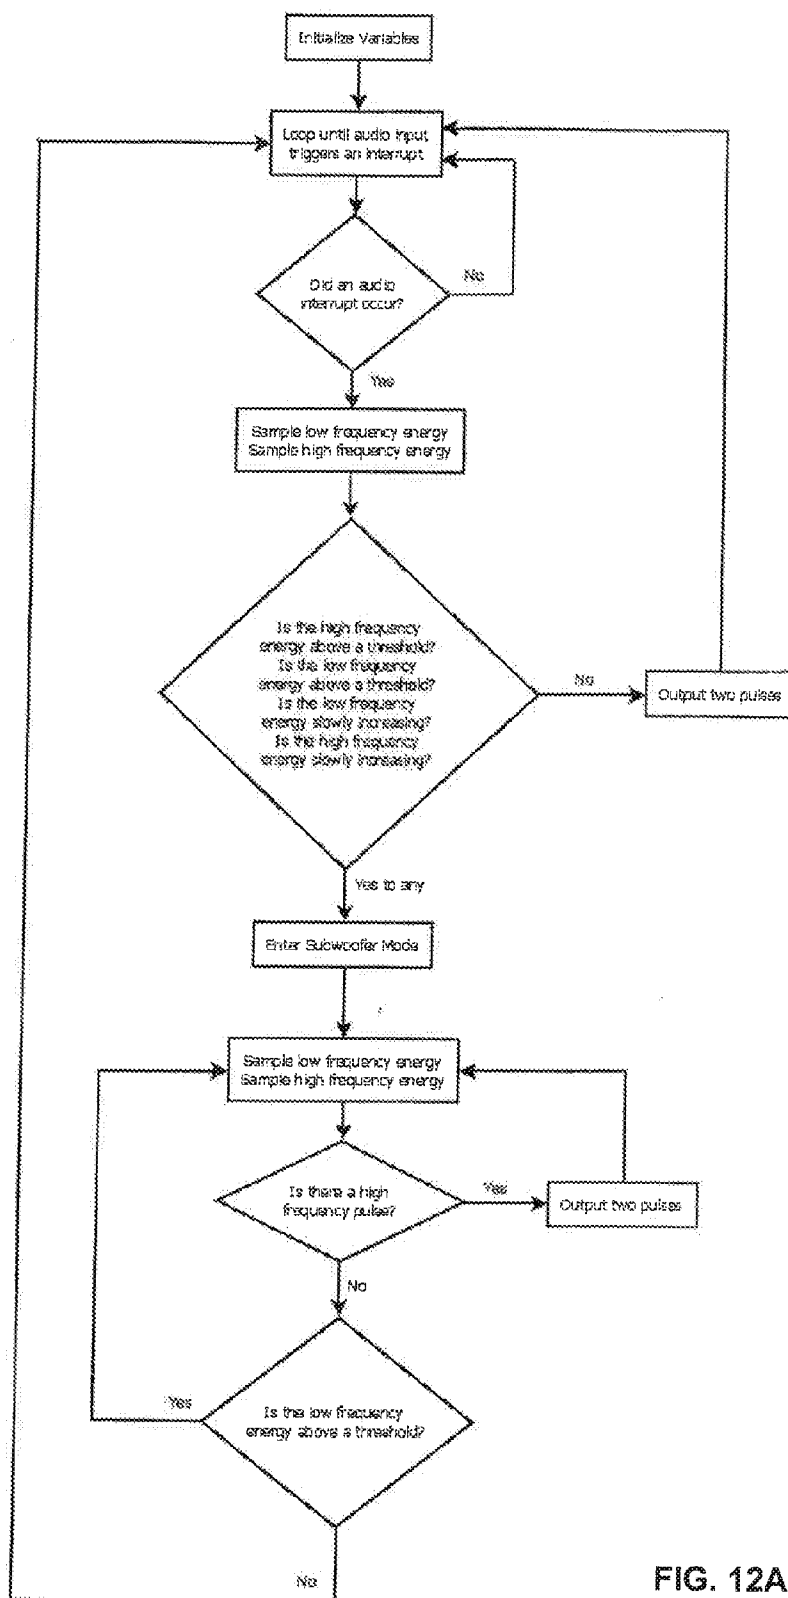 Initialize Variables
Loop until audio input
triggers an interrupt
Did an audio
interrupt occur?
No
Yes
Sample low frequency energy
Sample high frequency energy
Is the high frequency
energy above a threshold?
Is the low frequency
energy above a threshold?
Is the low frequency
energy slowly increasing?
Is the high frequency
energy slowly increasing?
No
Output two pulses
Yes to any
Enter Subwoofer Mode
Sample low frequency energy
Sample high frequency energy
Is there a high
frequency pulse?
Yes
Output two pulses
No
Is the low frequency
energy above a threshold?
Yes
No
FIG. 12A